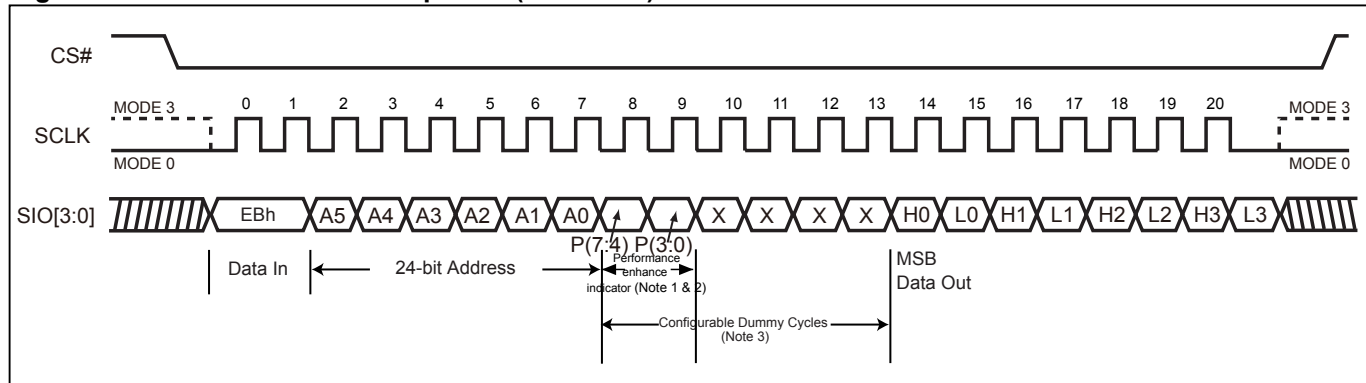 CS#
MODE 3 0 1 2 3 4 5 6 7 8 9 10 11 12 13 14 15 16 17 18 19 20 MODE 3
SCLK
MODE 0 MODE 0
SIO[3:0] EBh A5 A4 A3 A2 A1 A0 X X X X H0 L0 H1 L1 H2 L2 H3 L3
P(7:4) P(3:0)
Data In 24-bit Address Performance enhance indicator (Note 1 & 2) MSB
Data Out
Configurable Dummy Cycles
(Note 3)